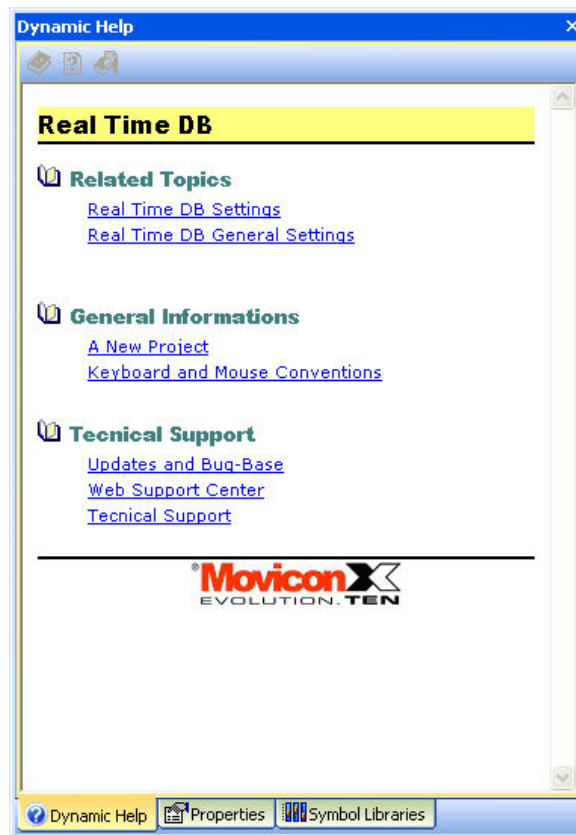 Dynamic Help
Real Time DB
Related Topics
Real Time DB Settings
Real Time DB General Settings
General Informations
A New Project
Keyboard and Mouse Conventions
Tecnical Support
Updates and Bug-Base
Web Support Center
Tecnical Support
®MoviconX
EVOLUTION.TEN
Dynamic Help Properties Symbol Libraries